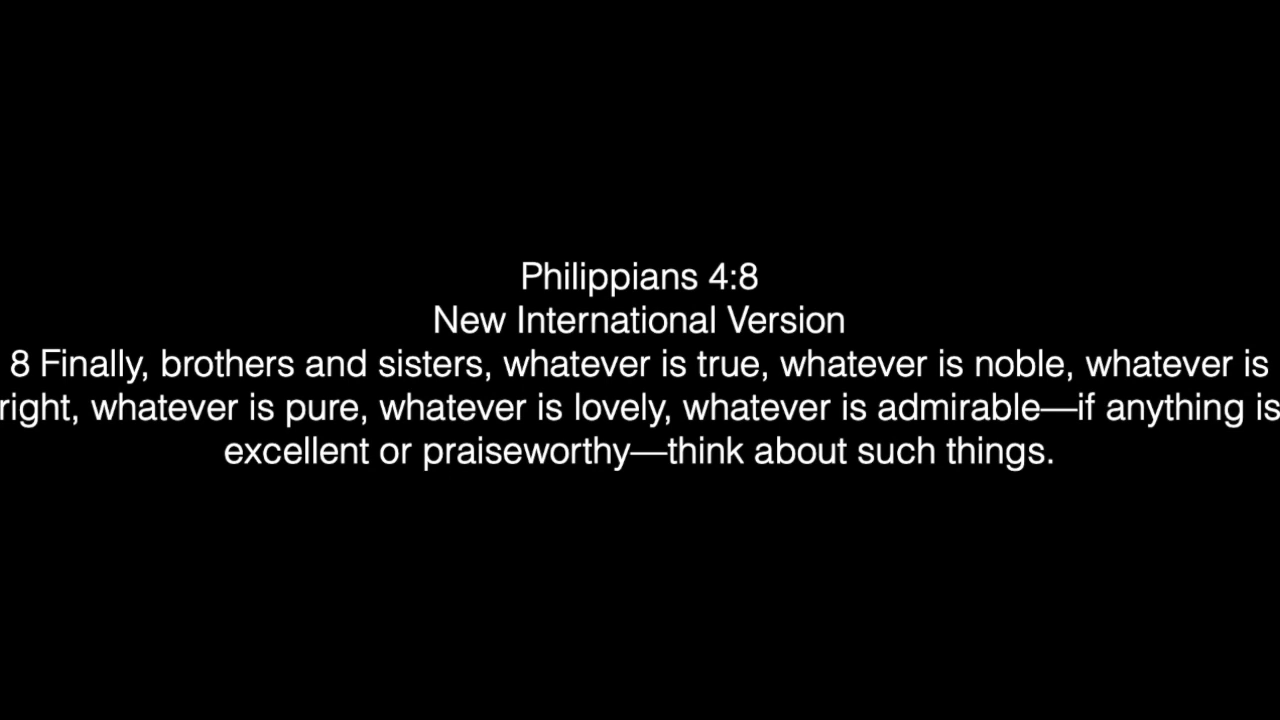 Philippians 4:8
New International Version
8 Finally, brothers and sisters, whatever is true, whatever is noble, whatever is
right, whatever is pure, whatever is lovely, whatever is admirable—if anything is
excellent or praiseworthy—think about such things.